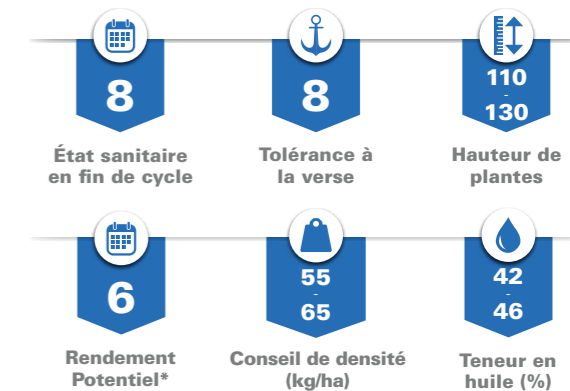 8
État sanitaire
en fin de cycle
8
Tolérance à
la verse
110
-
130
Hauteur de
plantes
6
Rendement
Potentiel*
55
-
65
Conseil de densité
(kg/ha)
42
-
46
Teneur en
huile (%)